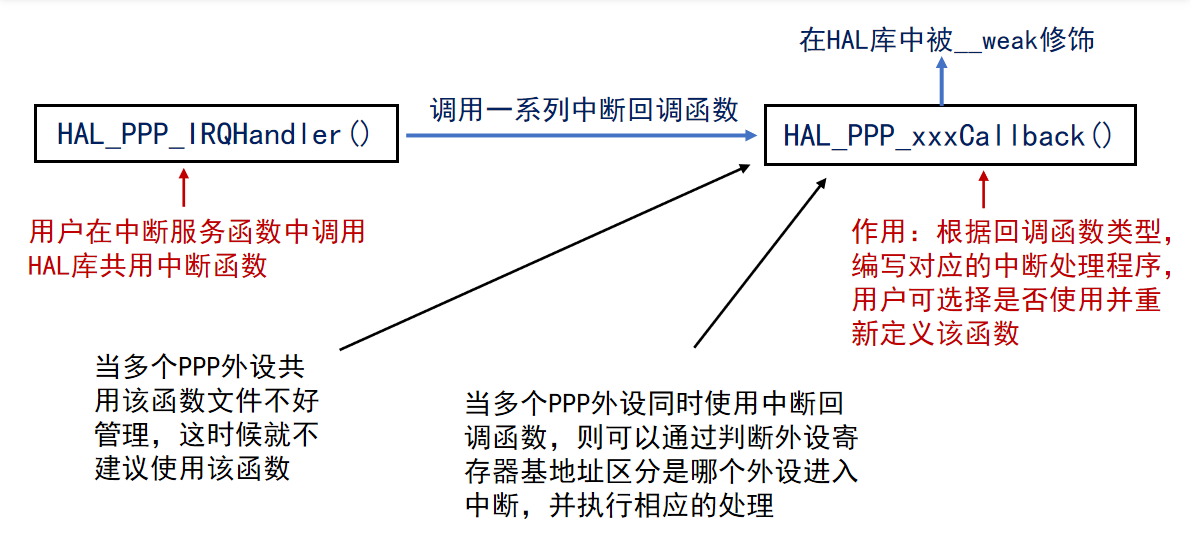 在HAL库中被__weak修饰
调用一系列中断回调函数
HAL_PPP_IRQHandler()
HAL_PPP_xxxCallback()
用户在中断服务函数中调用
HAL库共用中断函数
作用：根据回调函数类型，
编写对应的中断处理程序，
用户可选择是否使用并重
新定义该函数
当多个PPP外设共
用该函数文件不好
管理，这时候就不
建议使用该函数
当多个PPP外设同时使用中断回
调函数，则可以通过判断外设寄
存器基地址区分是哪个外设进入
中断，并执行相应的处理